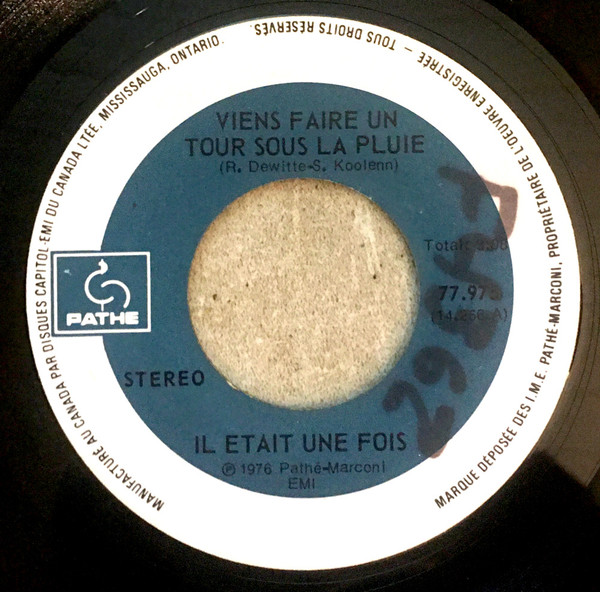 MANUFACTURÉ AU CANADA PAR DISQUES CAPITOL-EMI DU CANADA LTÉE. MISSISSAUGA, ONTARIO.
TOUS DROITS RÉSERVÉS — PROPRIÉTAIRE DE L'OEUVRE ENREGISTRÉE —
MARQUE DÉPOSÉE DES I.M.E. PATHÉ-MARCONI,
VIENS FAIRE UN
TOUR SOUS LA PLUIE
(R. Dewitte-S. Koolenn)
Total:
77.97
PATHE
STEREO
IL ETAIT UNE FOIS
℗ 1976 Pathé-Marconi
EMI